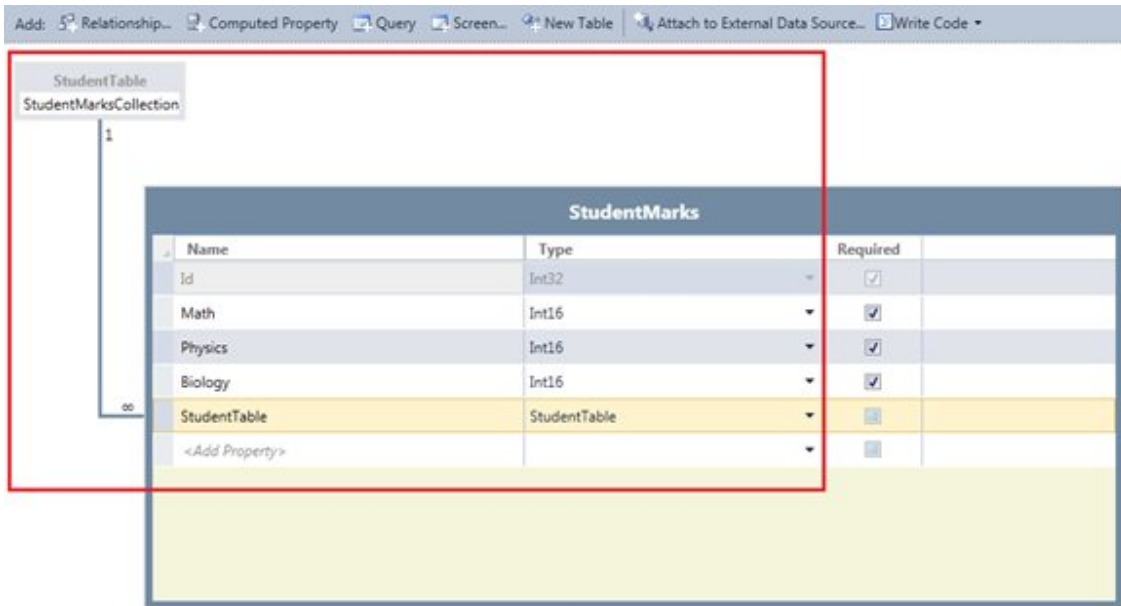 Add: Relationship... Computed Property Query Screen... New Table Attach to External Data Source... Write Code
StudentTable
StudentMarksCollection
1
StudentMarks
Name Type Required
Id Int32
Math Int16
Physics Int16
Biology Int16
∞
StudentTable StudentTable
<Add Property>